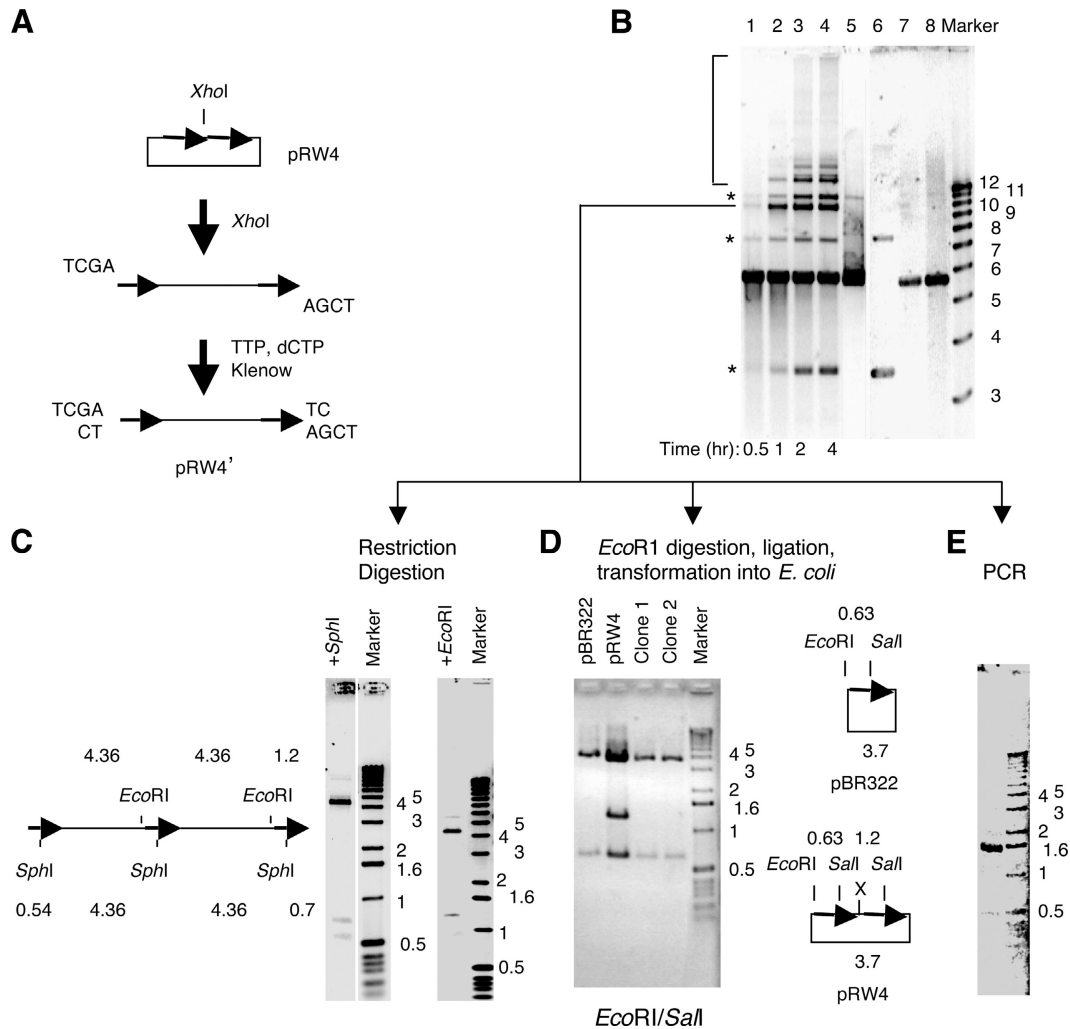 A
XhoI
pRW4
XhoI
TCGA
AGCT
TTP, dCTP
Klenow
TCGA
CT
TC
AGCT
pRW4’
B
1 2 3 4 5 6 7 8 Marker
*
*
*
12 11
10 9
8
7
6
5
4
3
Time (hr): 0.5 1 2 4
C
Restriction
Digestion
+SphI
Marker
+EcoRI
Marker
4.36 4.36 1.2
EcoRI EcoRI
SphI SphI SphI
0.54 4.36 4.36 0.7
4 5
3
2
1.6
1
0.5
4 5
3
2
1.6
1
0.5
D
EcoR1 digestion, ligation,
transformation into E. coli
pBR322
pRW4
Clone 1
Clone 2
Marker
4 5
3
2
1.6
1
0.5
EcoRI/SalI
0.63
EcoRI SalI
3.7
pBR322
0.63 1.2
EcoRI SalI SalI
X
3.7
pRW4
E
PCR
4 5
3
2
1.6
1
0.5